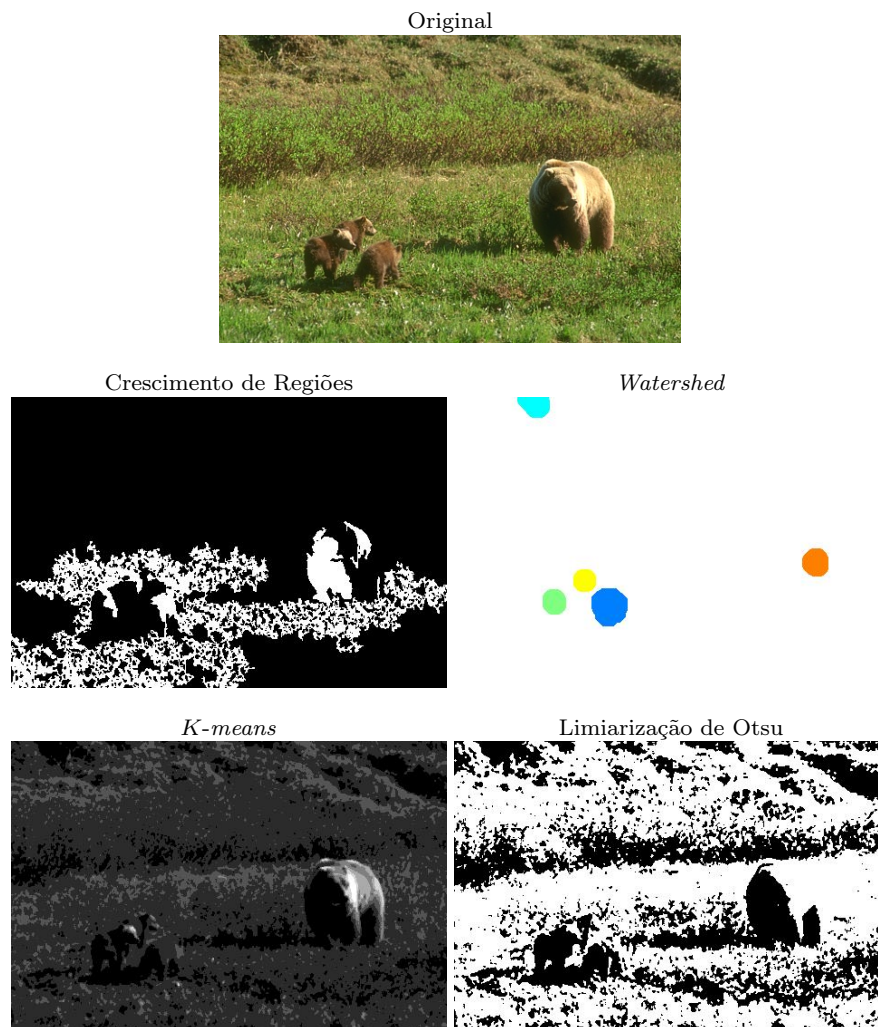 Original
Crescimento de Regiões
Watershed
K-means
Limiarização de Otsu